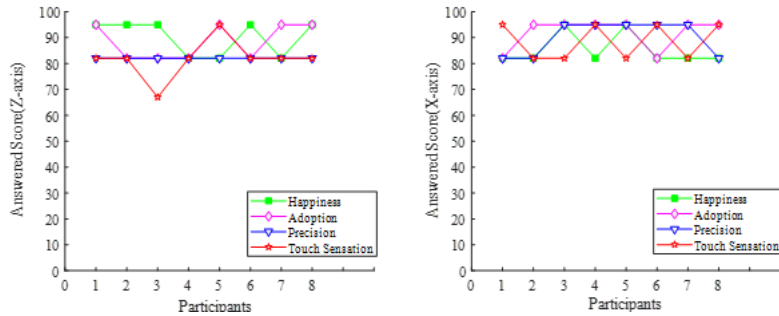 Answered Score(Z-axis)
100
90
80
70
60
50
40
30
20
10
0
0 1 2 3 4 5 6 7 8
Participants
Happiness
Adoption
Precision
Touch Sensation
Answered Score(X-axis)
100
90
80
70
60
50
40
30
20
10
0
0 1 2 3 4 5 6 7 8
Participants
Happiness
Adoption
Precision
Touch Sensation